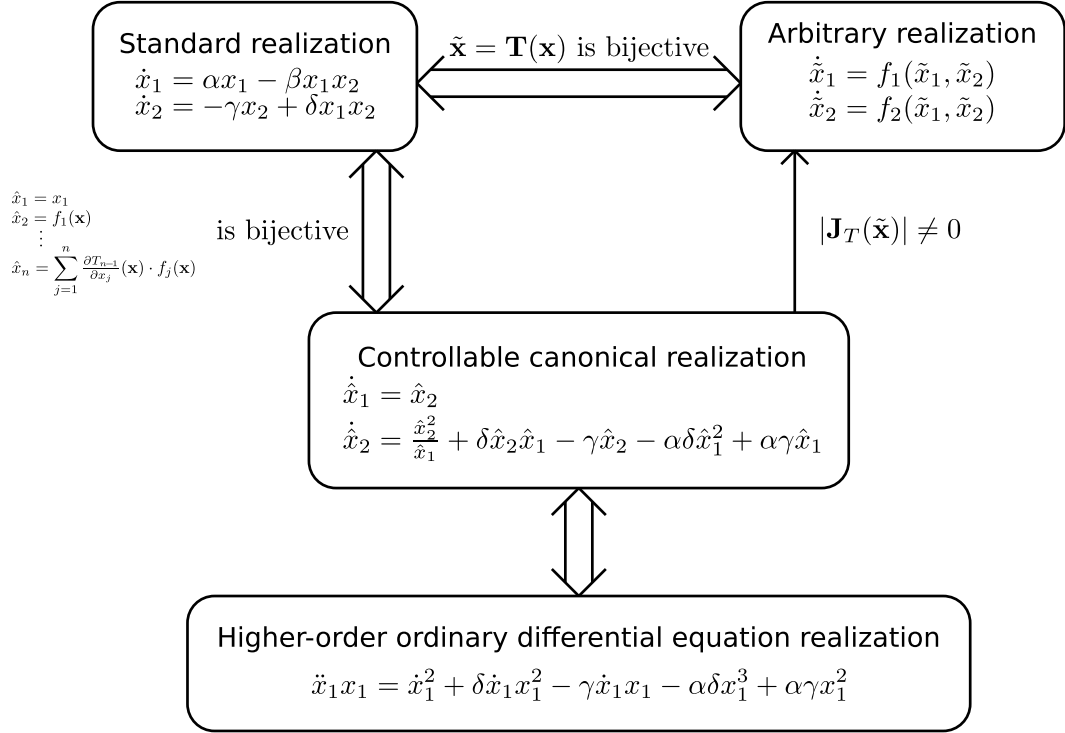 Standard realization
ẋ₁ = αx₁ − βx₁x₂
ẋ₂ = −γx₂ + δx₁x₂
x̃ = T(x) is bijective
Arbitrary realization
x̃̇₁ = f₁(x̃₁, x̃₂)
x̃̇₂ = f₂(x̃₁, x̃₂)
x̂₁ = x₁
x̂₂ = f₁(x)
⋮
x̂ₙ = ∑ⁿⱼ₌₁ ∂Tₙ₋₁/∂xⱼ (x) · fⱼ(x)
is bijective
|J_T(x̃)| ≠ 0
Controllable canonical realization
x̂̇₁ = x̂₂
x̂̇₂ = x̂₂²/x̂₁ + δx̂₂x̂₁ − γx̂₂ − αδx̂₁² + αγx̂₁
Higher-order ordinary differential equation realization
ẍ₁x₁ = ẋ₁² + δẋ₁x₁² − γẋ₁x₁ − αδx₁³ + αγx₁²